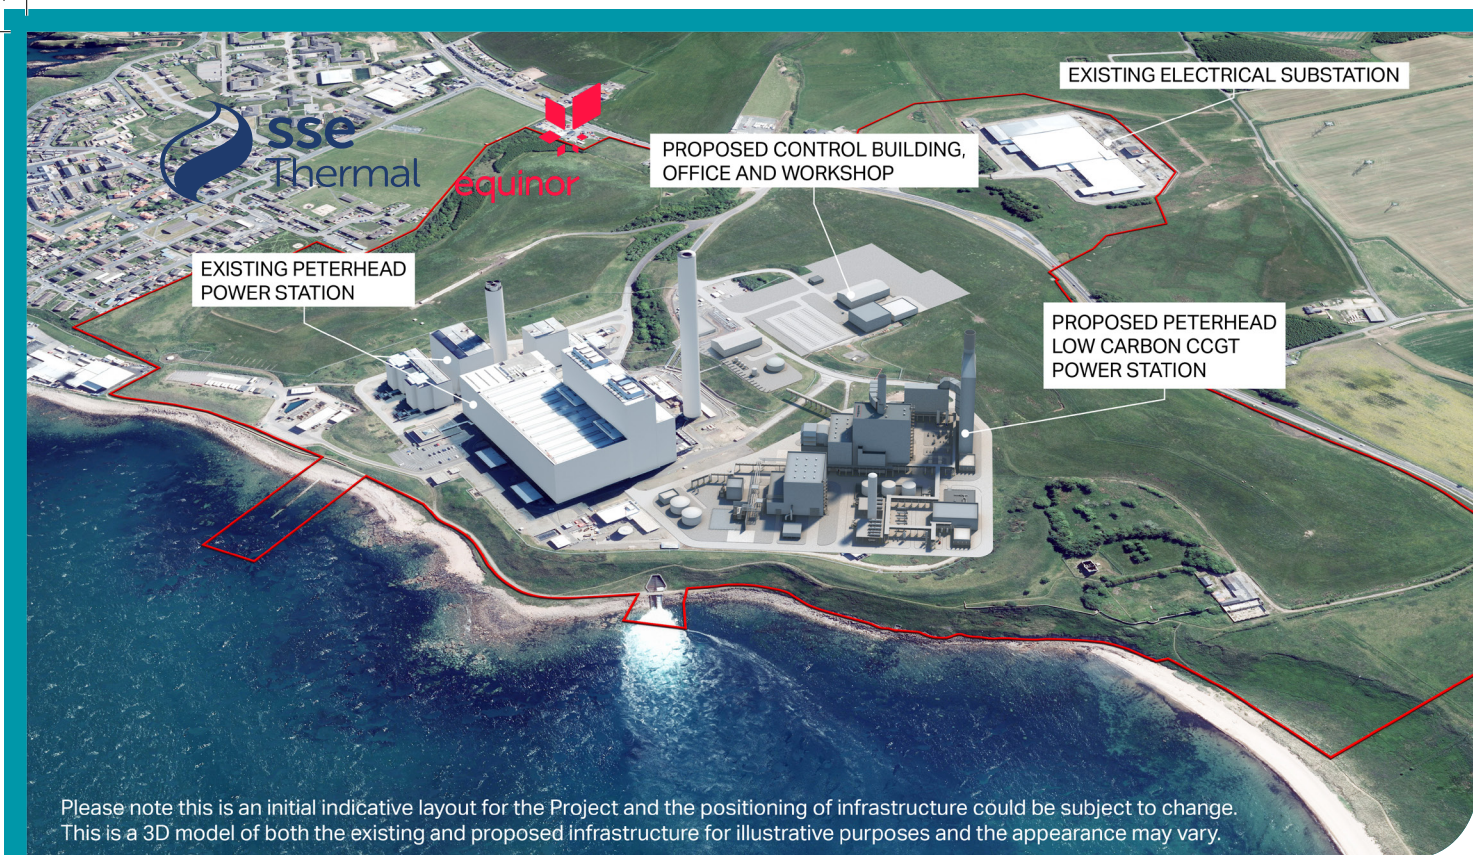 EXISTING ELECTRICAL SUBSTATION
sse
Thermal
equinor
PROPOSED CONTROL BUILDING,
OFFICE AND WORKSHOP
EXISTING PETERHEAD
POWER STATION
PROPOSED PETERHEAD
LOW CARBON CCGT
POWER STATION
Please note this is an initial indicative layout for the Project and the positioning of infrastructure could be subject to change.
This is a 3D model of both the existing and proposed infrastructure for illustrative purposes and the appearance may vary.